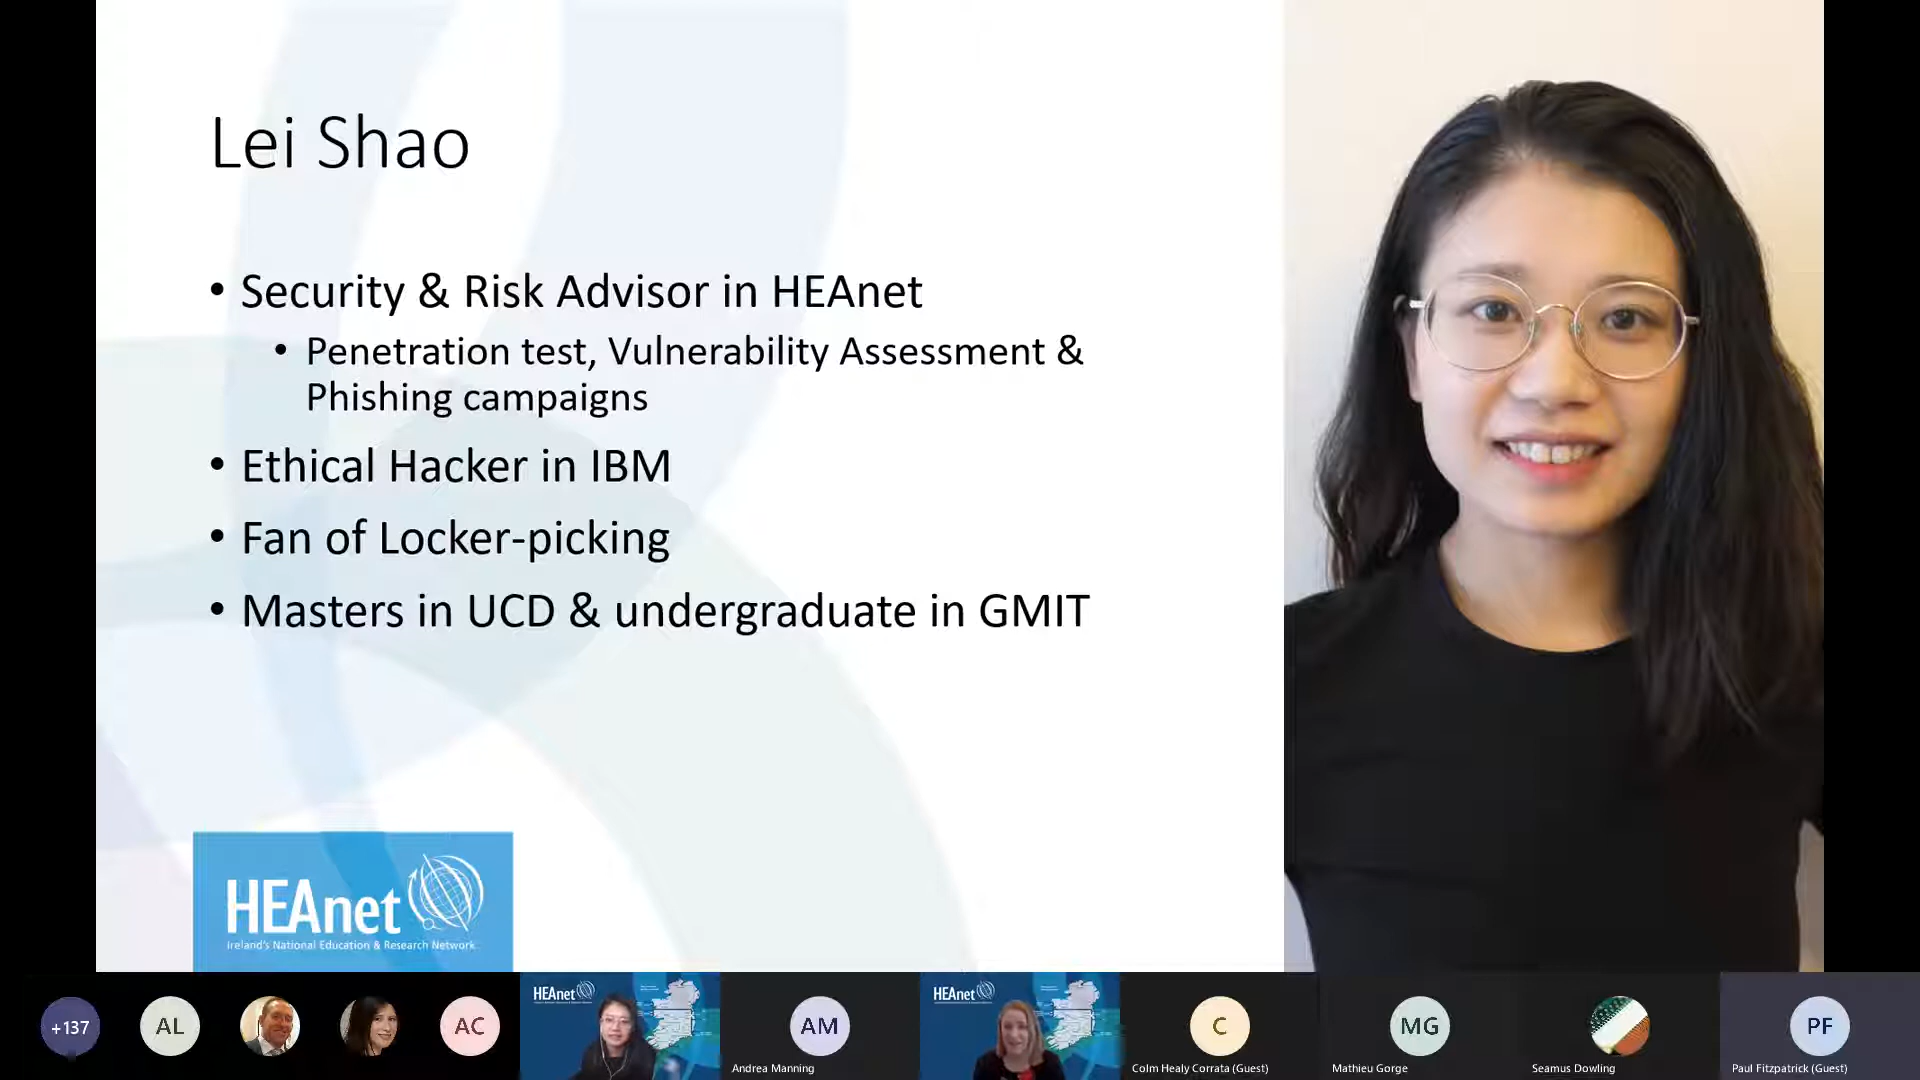 Lei Shao
• Security & Risk Advisor in HEAnet
• Penetration test, Vulnerability Assessment &
Phishing campaigns
• Ethical Hacker in IBM
• Fan of Locker-picking
• Masters in UCD & undergraduate in GMIT
HEAnet
Ireland's National Education & Research Network
+137
AL
AC
HEAnet
AM
Andrea Manning
HEAnet
C
Colm Healy Corrata (Guest)
MG
Mathieu Gorge
Seamus Dowling
PF
Paul Fitzpatrick (Guest)